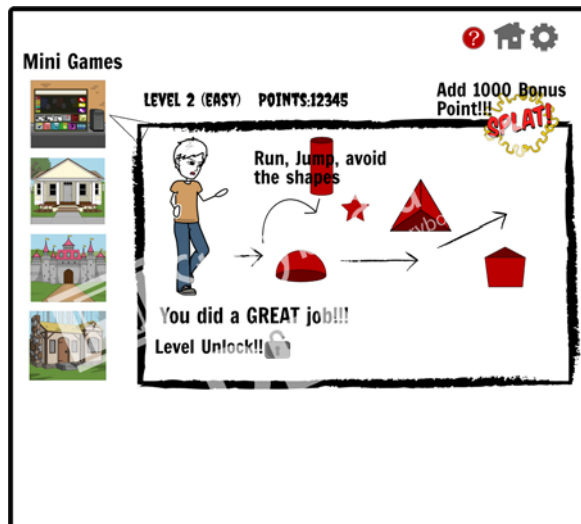 ?
Mini Games
Add 1000 Bonus
Point!!!
LEVEL 2 (EASY) POINTS:12345
SPLAT!
Run, Jump, avoid
the shapes
You did a GREAT job!!!
Level Unlock!!